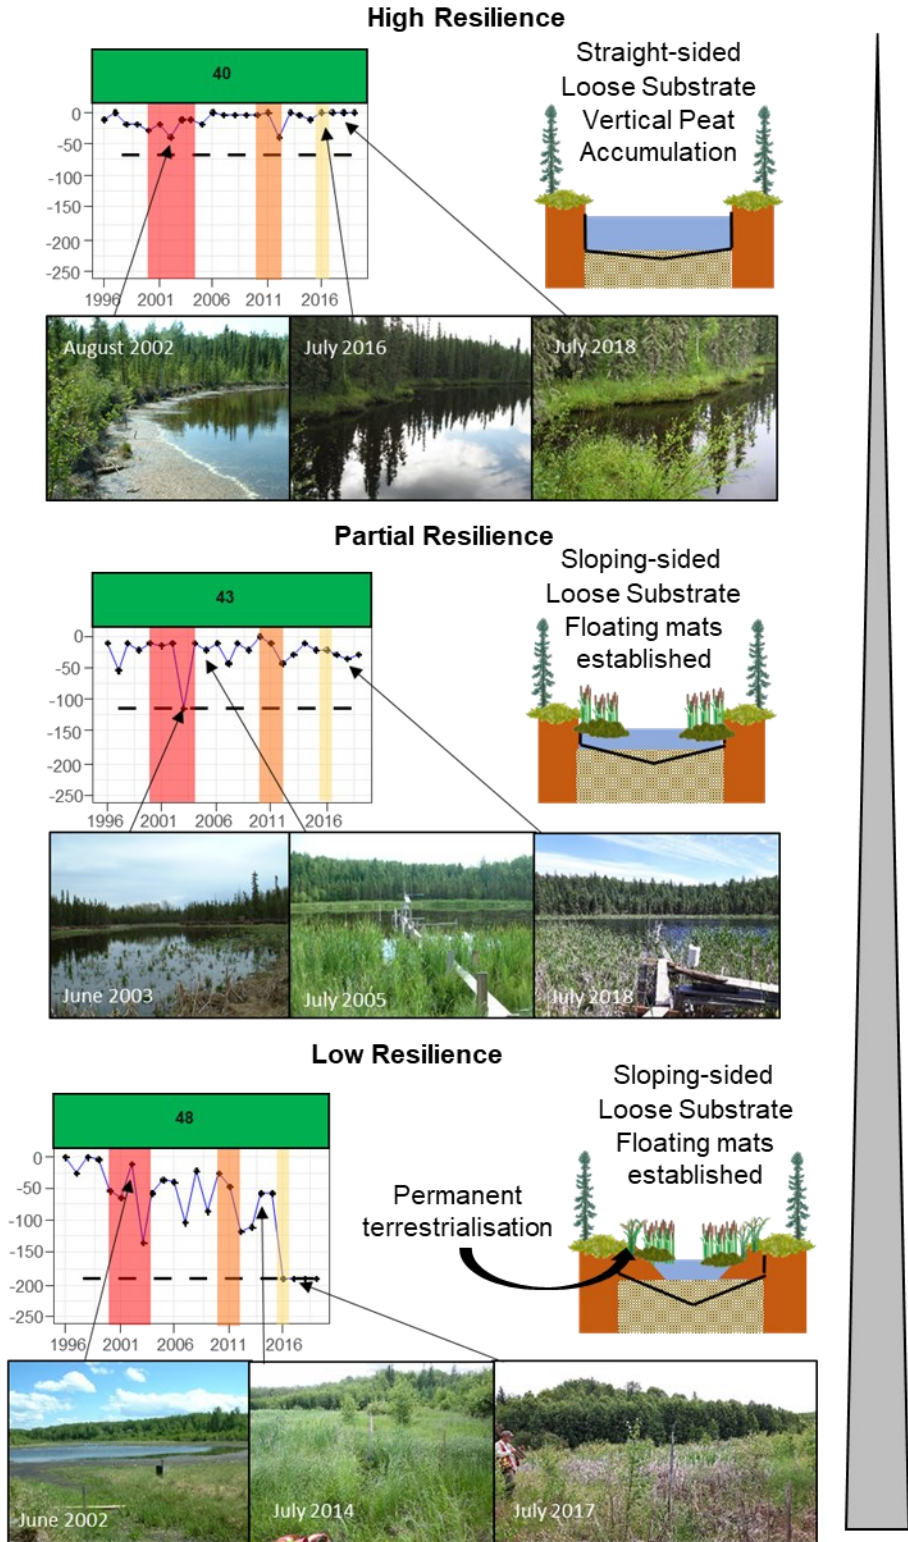 High Resilience
40
Straight-sided
Loose Substrate
Vertical Peat
Accumulation
0
-50
-100
-150
-200
-250
1996 2001 2006 2011 2016
August 2002
July 2016
July 2018
Partial Resilience
43
Sloping-sided
Loose Substrate
Floating mats
established
0
-50
-100
-150
-200
-250
1996 2001 2006 2011 2016
June 2003
July 2005
July 2018
Low Resilience
48
Sloping-sided
Loose Substrate
Floating mats
established
Permanent
terrestrialisation
0
-50
-100
-150
-200
-250
1996 2001 2006 2011 2016
June 2002
July 2014
July 2017